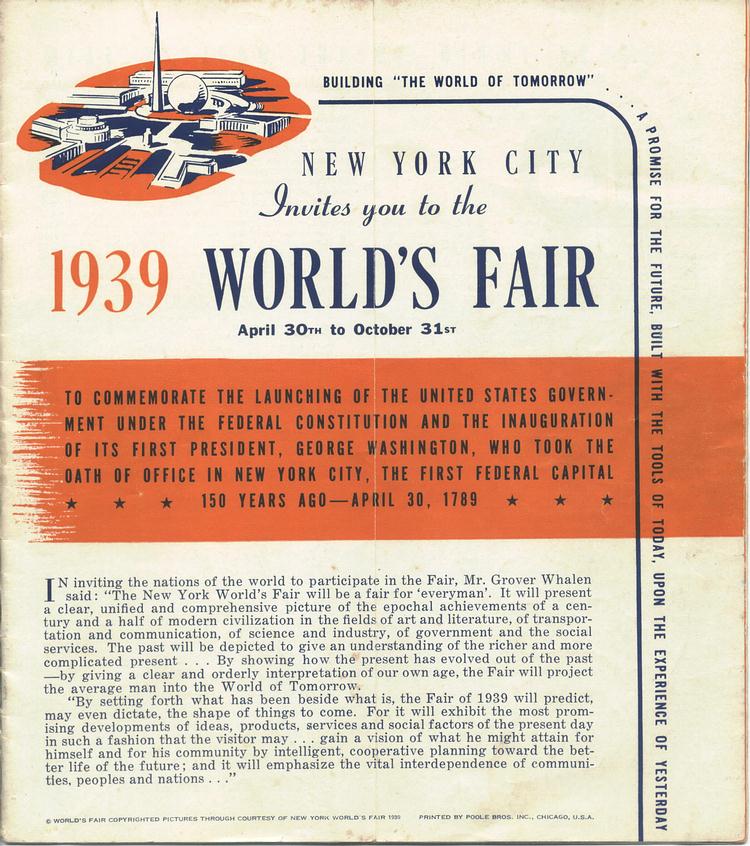 BUILDING "THE WORLD OF TOMORROW"
.....A PROMISE FOR THE FUTURE, BUILT WITH THE TOOLS OF TODAY, UPON THE EXPERIENCE OF YESTERDAY
NEW YORK CITY
Invites you to the
1939 WORLD'S FAIR
April 30TH to October 31ST
TO COMMEMORATE THE LAUNCHING OF THE UNITED STATES GOVERN-
MENT UNDER THE FEDERAL CONSTITUTION AND THE INAUGURATION
OF ITS FIRST PRESIDENT, GEORGE WASHINGTON, WHO TOOK THE
OATH OF OFFICE IN NEW YORK CITY, THE FIRST FEDERAL CAPITAL
★ ★ ★ 150 YEARS AGO—APRIL 30, 1789 ★ ★ ★
IN inviting the nations of the world to participate in the Fair, Mr. Grover Whalen
said: "The New York World's Fair will be a fair for 'everyman'. It will present
a clear, unified and comprehensive picture of the epochal achievements of a cen-
tury and a half of modern civilization in the fields of art and literature, of transpor-
tation and communication, of science and industry, of government and the social
services. The past will be depicted to give an understanding of the richer and more
complicated present . . . By showing how the present has evolved out of the past
—by giving a clear and orderly interpretation of our own age, the Fair will project
the average man into the World of Tomorrow.
"By setting forth what has been beside what is, the Fair of 1939 will predict,
may even dictate, the shape of things to come. For it will exhibit the most prom-
ising developments of ideas, products, services and social factors of the present day
in such a fashion that the visitor may . . . gain a vision of what he might attain for
himself and for his community by intelligent, cooperative planning toward the bet-
ter life of the future; and it will emphasize the vital interdependence of communi-
ties, peoples and nations . . ."
© WORLD'S FAIR COPYRIGHTED PICTURES THROUGH COURTESY OF NEW YORK WORLD'S FAIR 1939 PRINTED BY POOLE BROS. INC., CHICAGO, U.S.A.